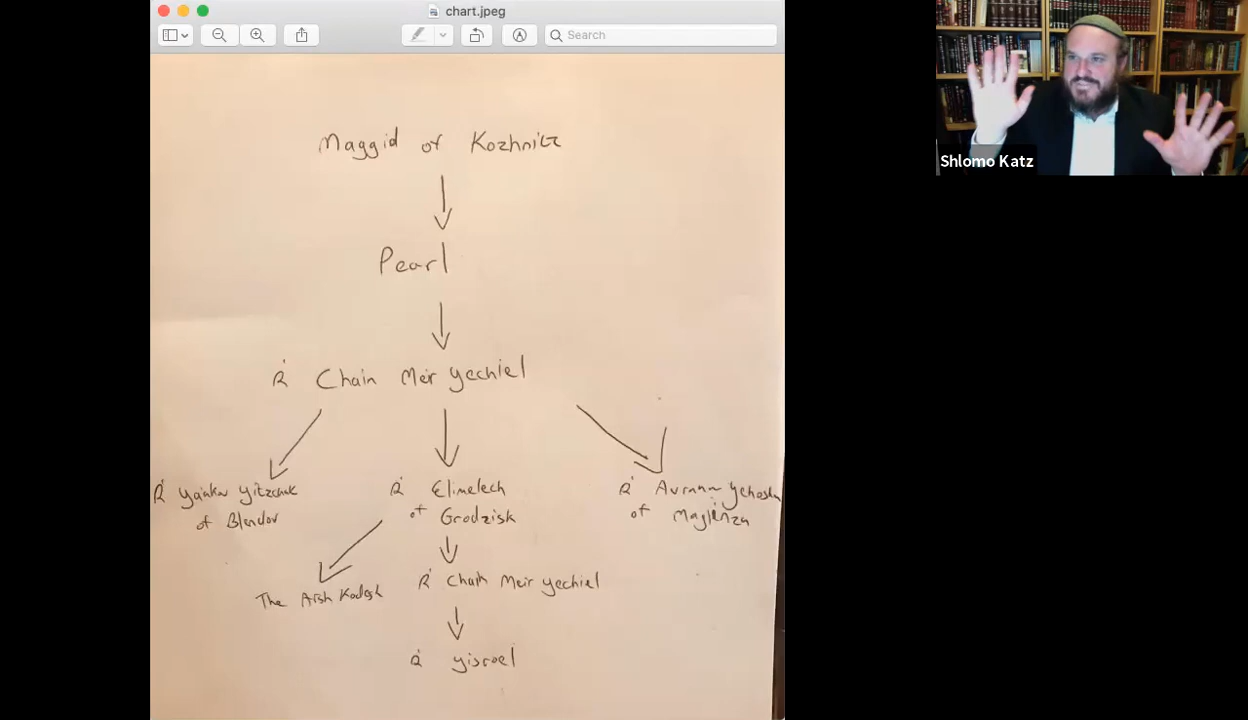 chart.jpeg
Search
Shlomo Katz
Maggid of Kozhnitz
Pearl
R' Chaim Meir yechiel
R' Yaakov Yitzchak
of Blendov
R' Elimelech
of Grodzisk
R' Avraham yehoshua
of
The Aish Kodesh
R' Chaim Meir yechiel
R' yisroel